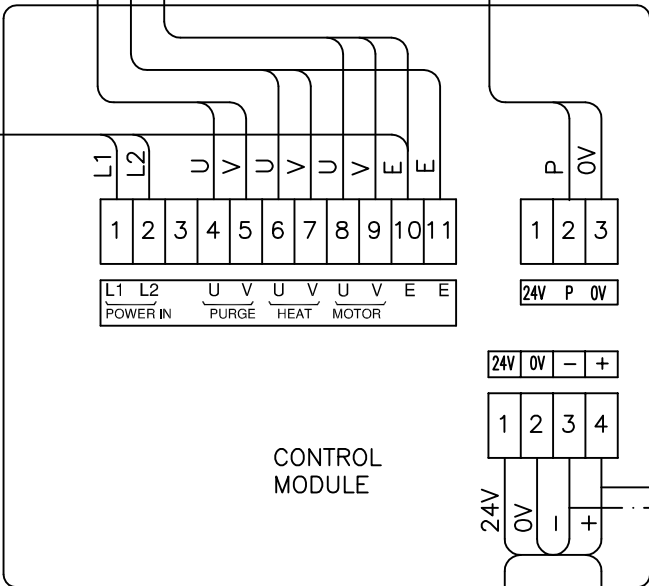 L1 L2 U V U V U V E E
1 2 3 4 5 6 7 8 9 10 11
L1 L2 U V U V U V E E
POWER IN PURGE HEAT MOTOR
P 0V
1 2 3
24V P 0V
24V 0V − +
1 2 3 4
24V 0V − +
CONTROL
MODULE